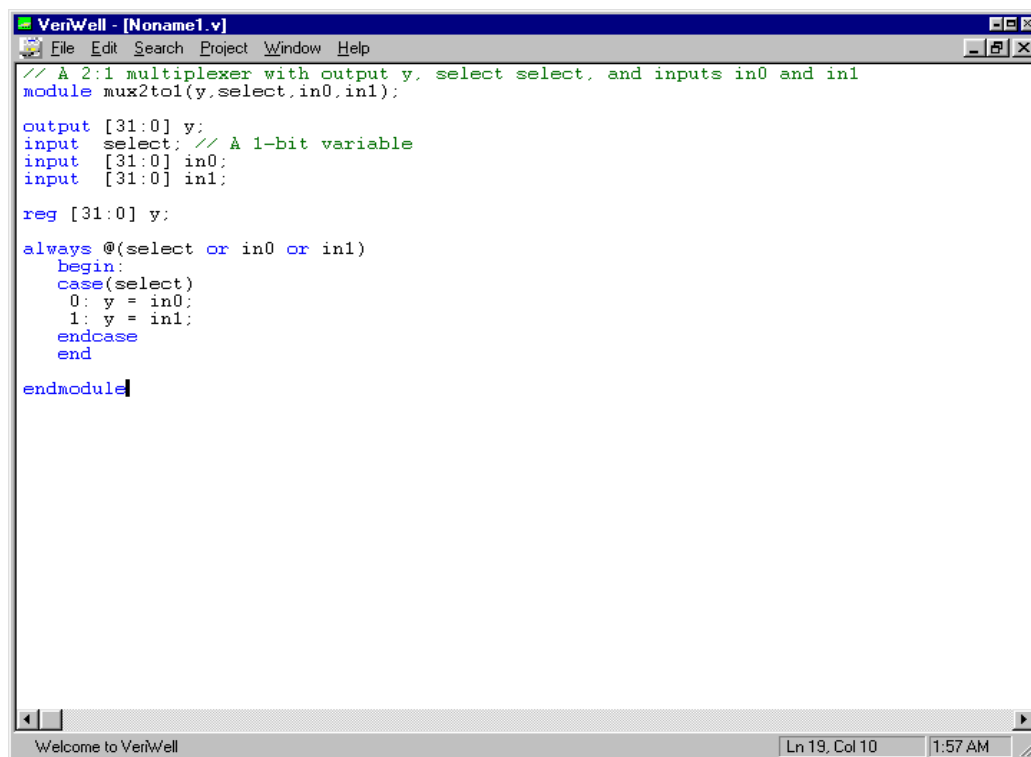 VeriWell - [Noname1.v]
File Edit Search Project Window Help
// A 2:1 multiplexer with output y, select select, and inputs in0 and in1
module mux2to1(y,select,in0,in1);
output [31:0] y;
input select; // A 1-bit variable
input [31:0] in0;
input [31:0] in1;
reg [31:0] y;
always @(select or in0 or in1)
begin:
case(select)
0: y = in0;
1: y = in1;
endcase
end
endmodule
Welcome to VeriWell Ln 19, Col 10 1:57 AM